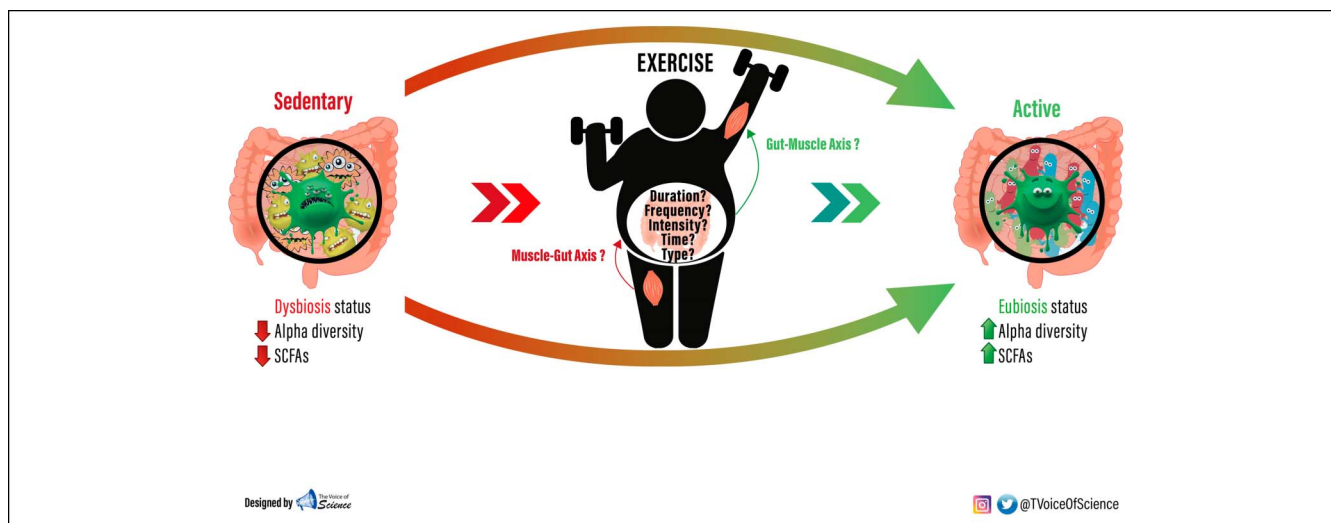 EXERCISE
Sedentary
Active
Gut-Muscle Axis ?
Duration?
Frequency?
Intensity?
Time?
Type?
Muscle-Gut Axis ?
Dysbiosis status
Alpha diversity
SCFAs
Eubiosis status
Alpha diversity
SCFAs
Designed by
The Voice of
Science
@TVoiceOfScience